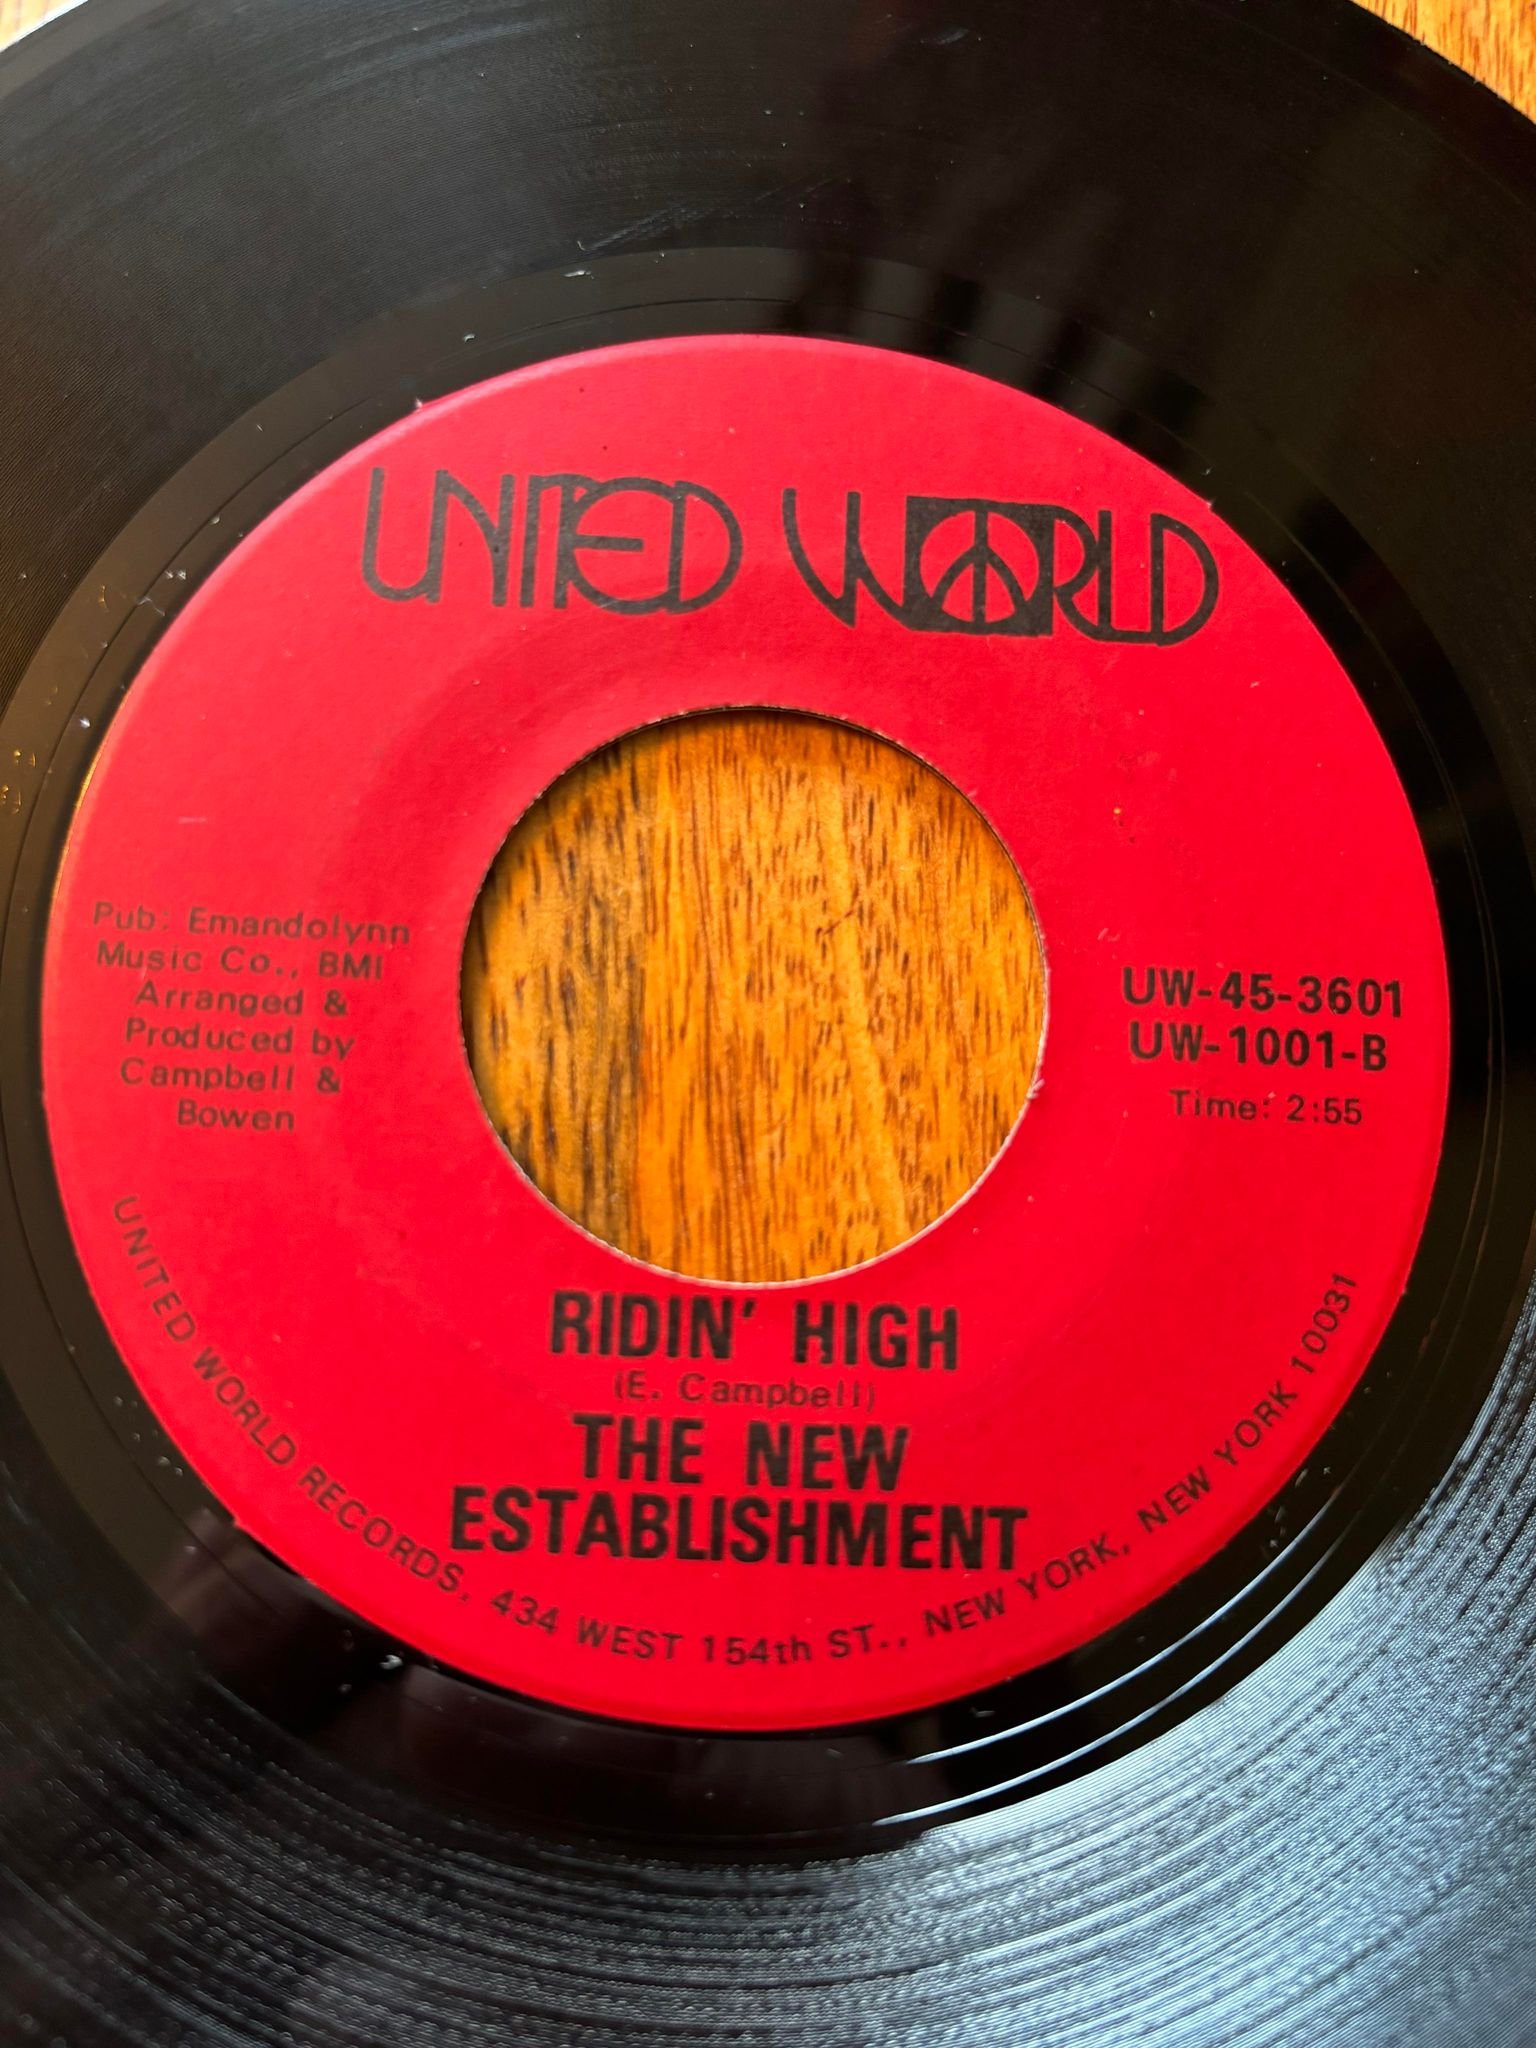 UNITED WORLD
Pub: Emandolynn
Music Co., BMI
Arranged &
Produced by
Campbell &
Bowen
UW-45-3601
UW-1001-B
Time: 2:55
RIDIN' HIGH
(E. Campbell)
THE NEW
ESTABLISHMENT
UNITED WORLD RECORDS, 434 WEST 154th ST., NEW YORK, NEW YORK 10031